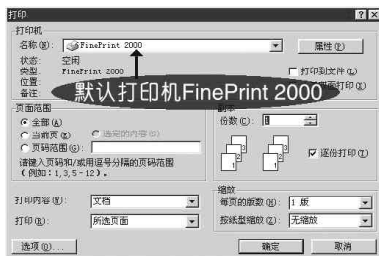 打印
打印机
名称(N): FinePrint 2000
属性(P)
状态: 空闲
类型: FinePrint 2000
位置:
备注:
打印到文件(L)
默认打印机FinePrint 2000
打印(X)
页面范围
全部(A)
当前页(E)
选定的内容(S)
页码范围(G):
请键入页码和/或用逗号分隔的页码范围
(例如: 1,3,5-12)。
副本
份数(C): 1
逐份打印(T)
打印内容(W): 文档
打印(R): 所选页面
缩放
每页的版数(H): 1 版
按纸型缩放(Z): 无缩放
选项(O)...
确定
取消